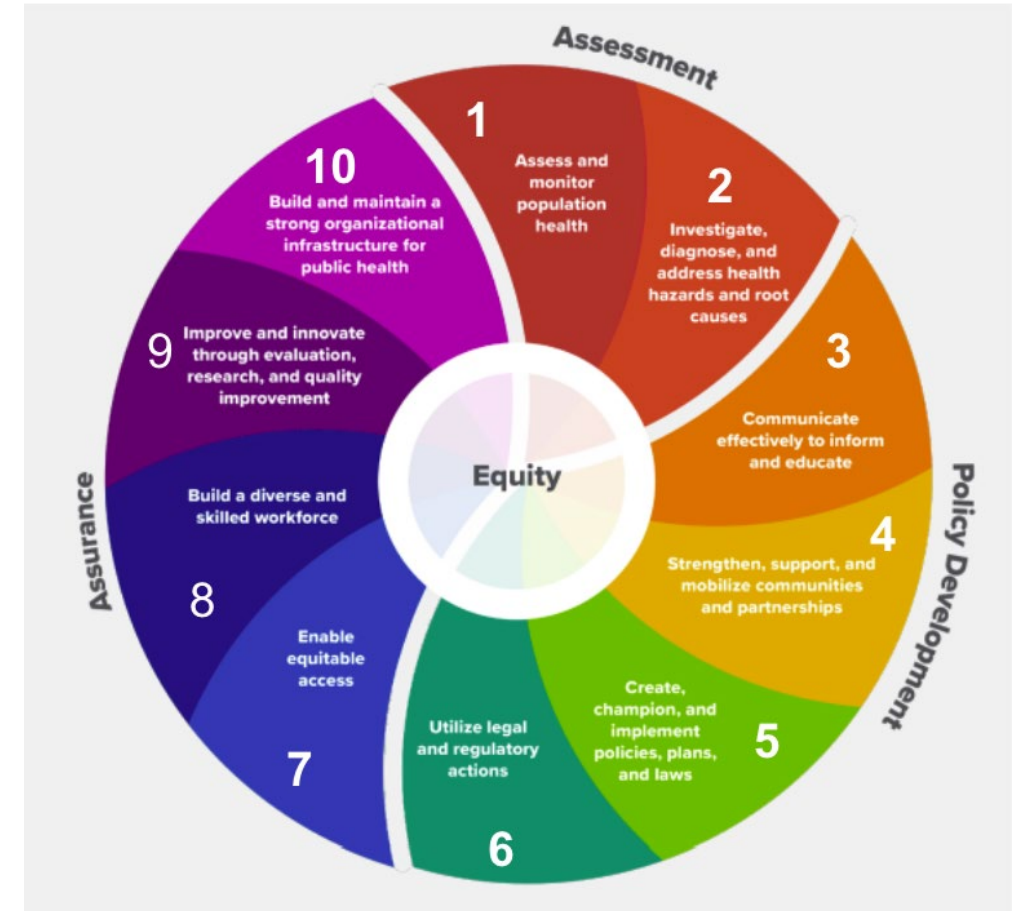 Assessment
1
Assess and
monitor
population
health
2
Investigate,
diagnose, and
address health
hazards and root
causes
3
Communicate
effectively to inform
and educate
Policy Development
4
Strengthen, support, and
mobilize communities
and partnerships
Create,
champion, and
implement
policies, plans,
and laws
5
Utilize legal
and regulatory
actions
6
Enable
equitable
access
7
Assurance
Build a diverse and
skilled workforce
8
9
Improve and innovate
through evaluation,
research, and quality
improvement
10
Build and maintain a
strong organizational
infrastructure for
public health
Equity